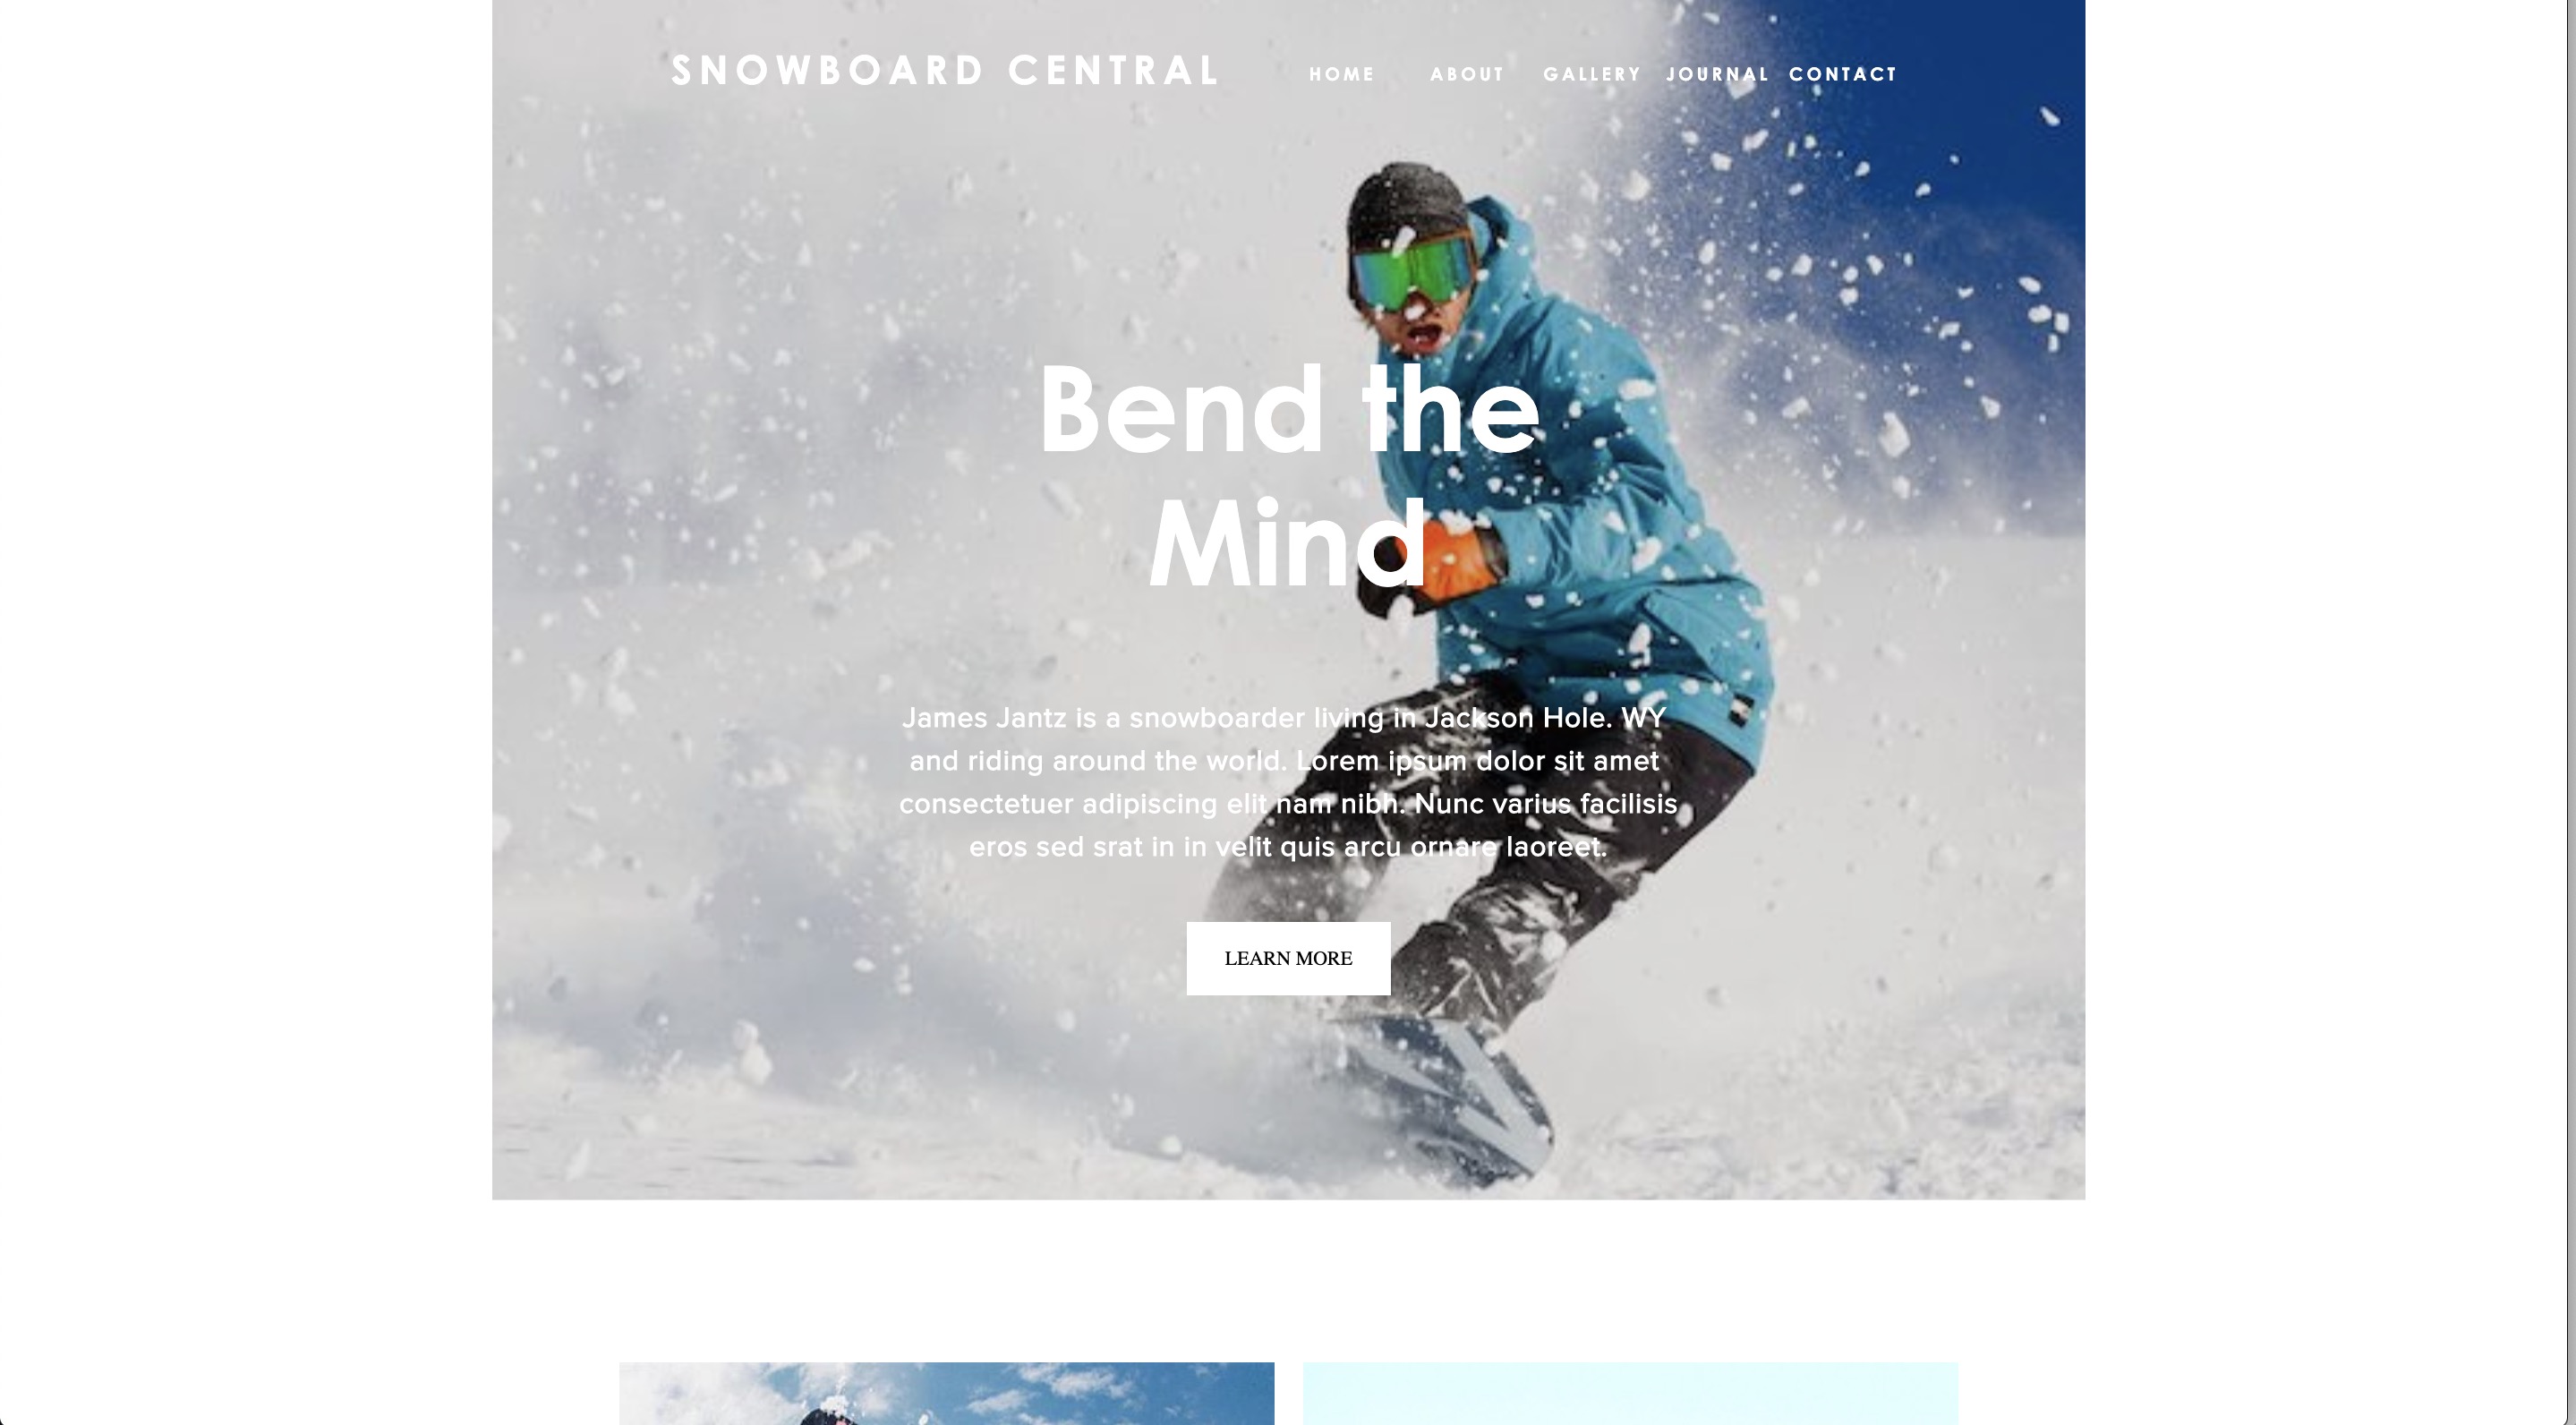 SNOWBOARD CENTRAL
HOME ABOUT GALLERY JOURNAL CONTACT
Bend the
Mind
James Jantz is a snowboarder living in Jackson Hole. WY
and riding around the world. Lorem ipsum dolor sit amet
consectetuer adipiscing elit nam nibh. Nunc varius facilisis
eros sed srat in in velit quis arcu ornare laoreet.
LEARN MORE